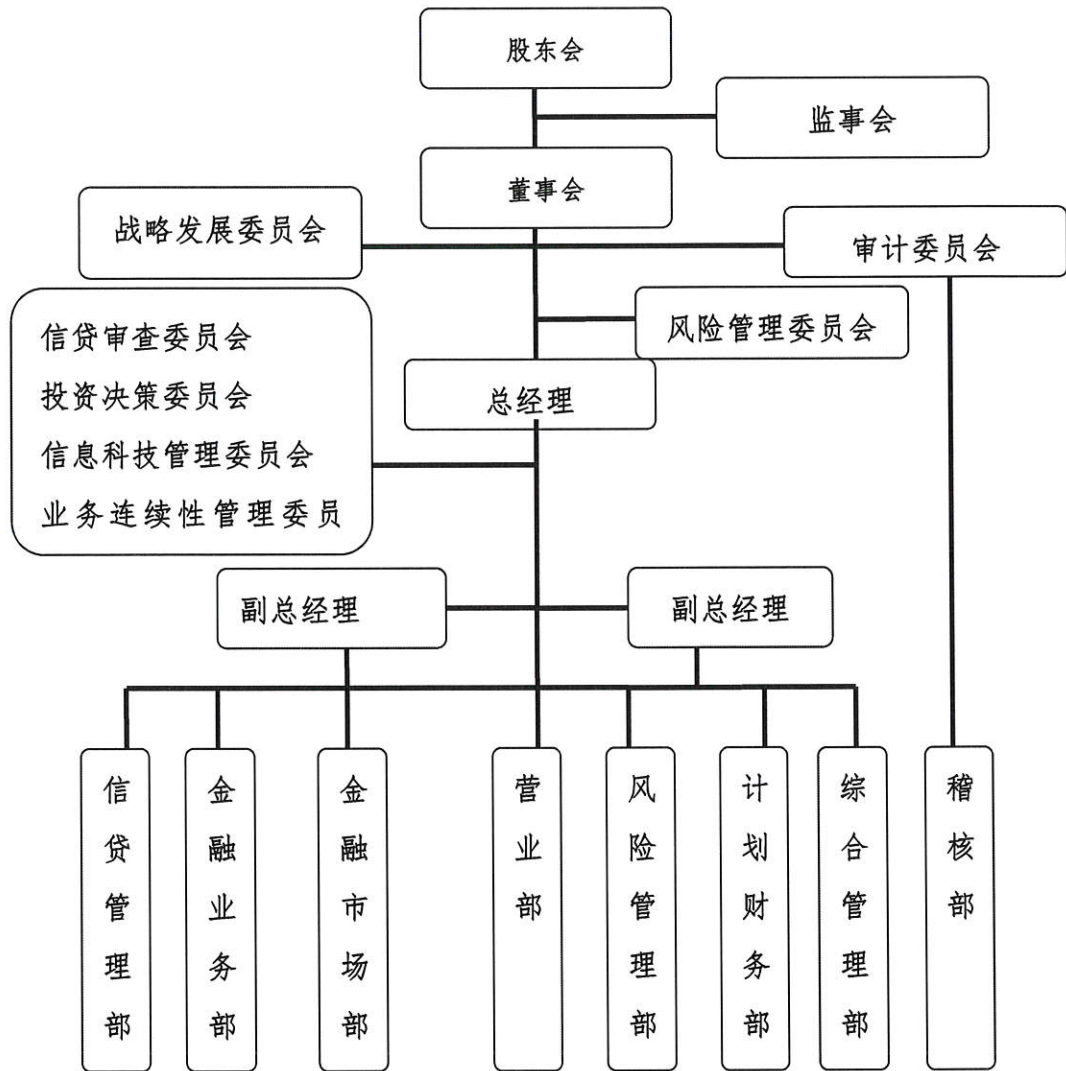 股东会
监事会
董事会
战略发展委员会
审计委员会
风险管理委员会
信贷审查委员会
投资决策委员会
信息科技管理委员会
业务连续性管理委员
总经理
副总经理
副总经理
信贷管理部
金融业务部
金融市场部
营业部
风险管理部
计划财务部
综合管理部
稽核部